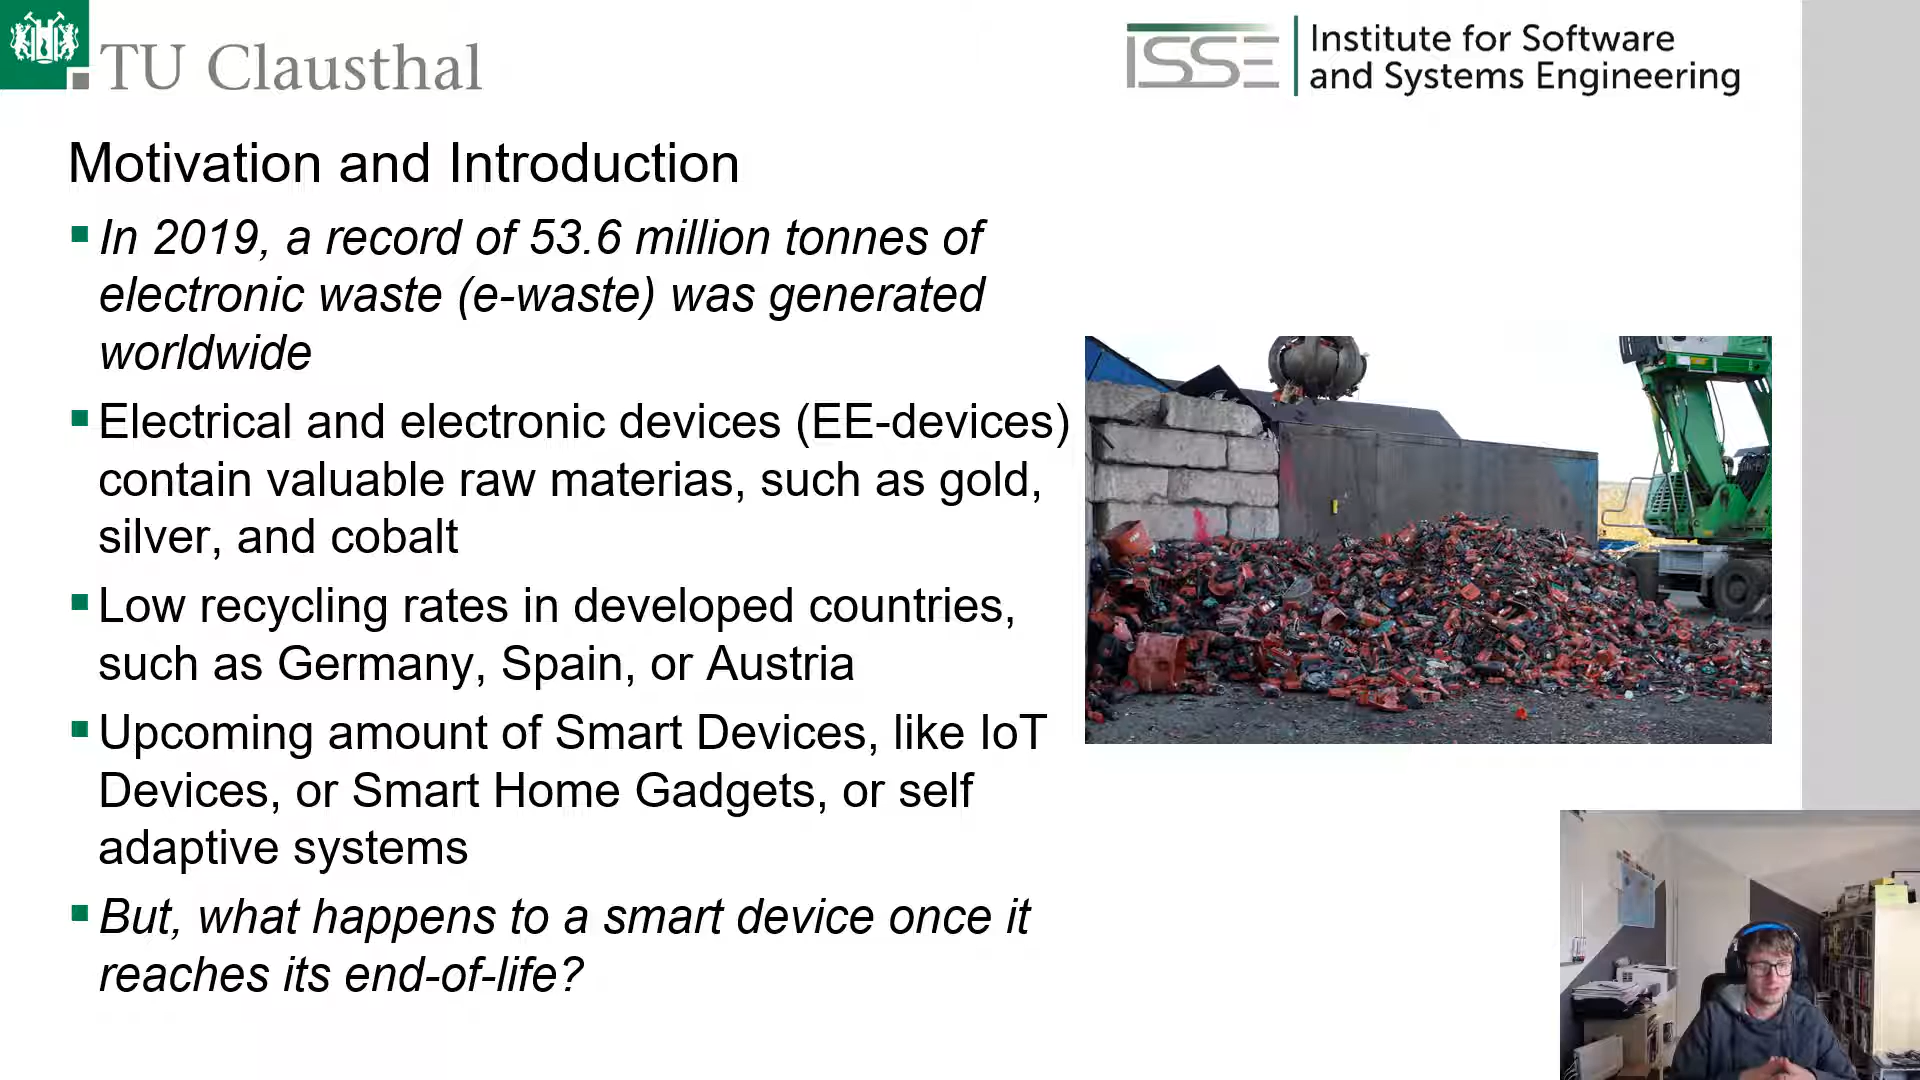 TU Clausthal
ISSE
Institute for Software
and Systems Engineering
Motivation and Introduction
In 2019, a record of 53.6 million tonnes of
electronic waste (e-waste) was generated
worldwide
Electrical and electronic devices (EE-devices)
contain valuable raw materias, such as gold,
silver, and cobalt
Low recycling rates in developed countries,
such as Germany, Spain, or Austria
Upcoming amount of Smart Devices, like IoT
Devices, or Smart Home Gadgets, or self
adaptive systems
But, what happens to a smart device once it
reaches its end-of-life?